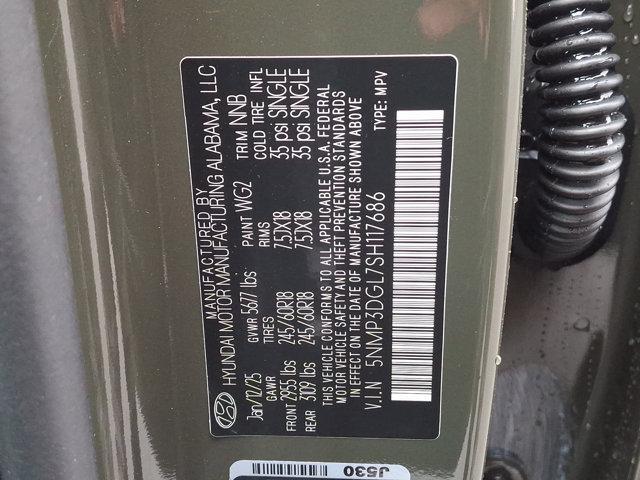 MANUFACTURED BY
HYUNDAI MOTOR MANUFACTURING ALABAMA, LLC
Jan/12/25 GVWR 5677 lbs PAINT WG2 TRIM NNB
GAWR TIRES RIMS COLD TIRE INFL
FRONT 2955 lbs 245/60R18 7.5JX18 35 psi SINGLE
REAR 3109 lbs 245/60R18 7.5JX18 35 psi SINGLE
THIS VEHICLE CONFORMS TO ALL APPLICABLE U.S.A. FEDERAL
MOTOR VEHICLE SAFETY AND THEFT PREVENTION STANDARDS
IN EFFECT ON THE DATE OF MANUFACTURE SHOWN ABOVE
V.I.N 5NMP3DGL7SH117686 TYPE: MPV
J530